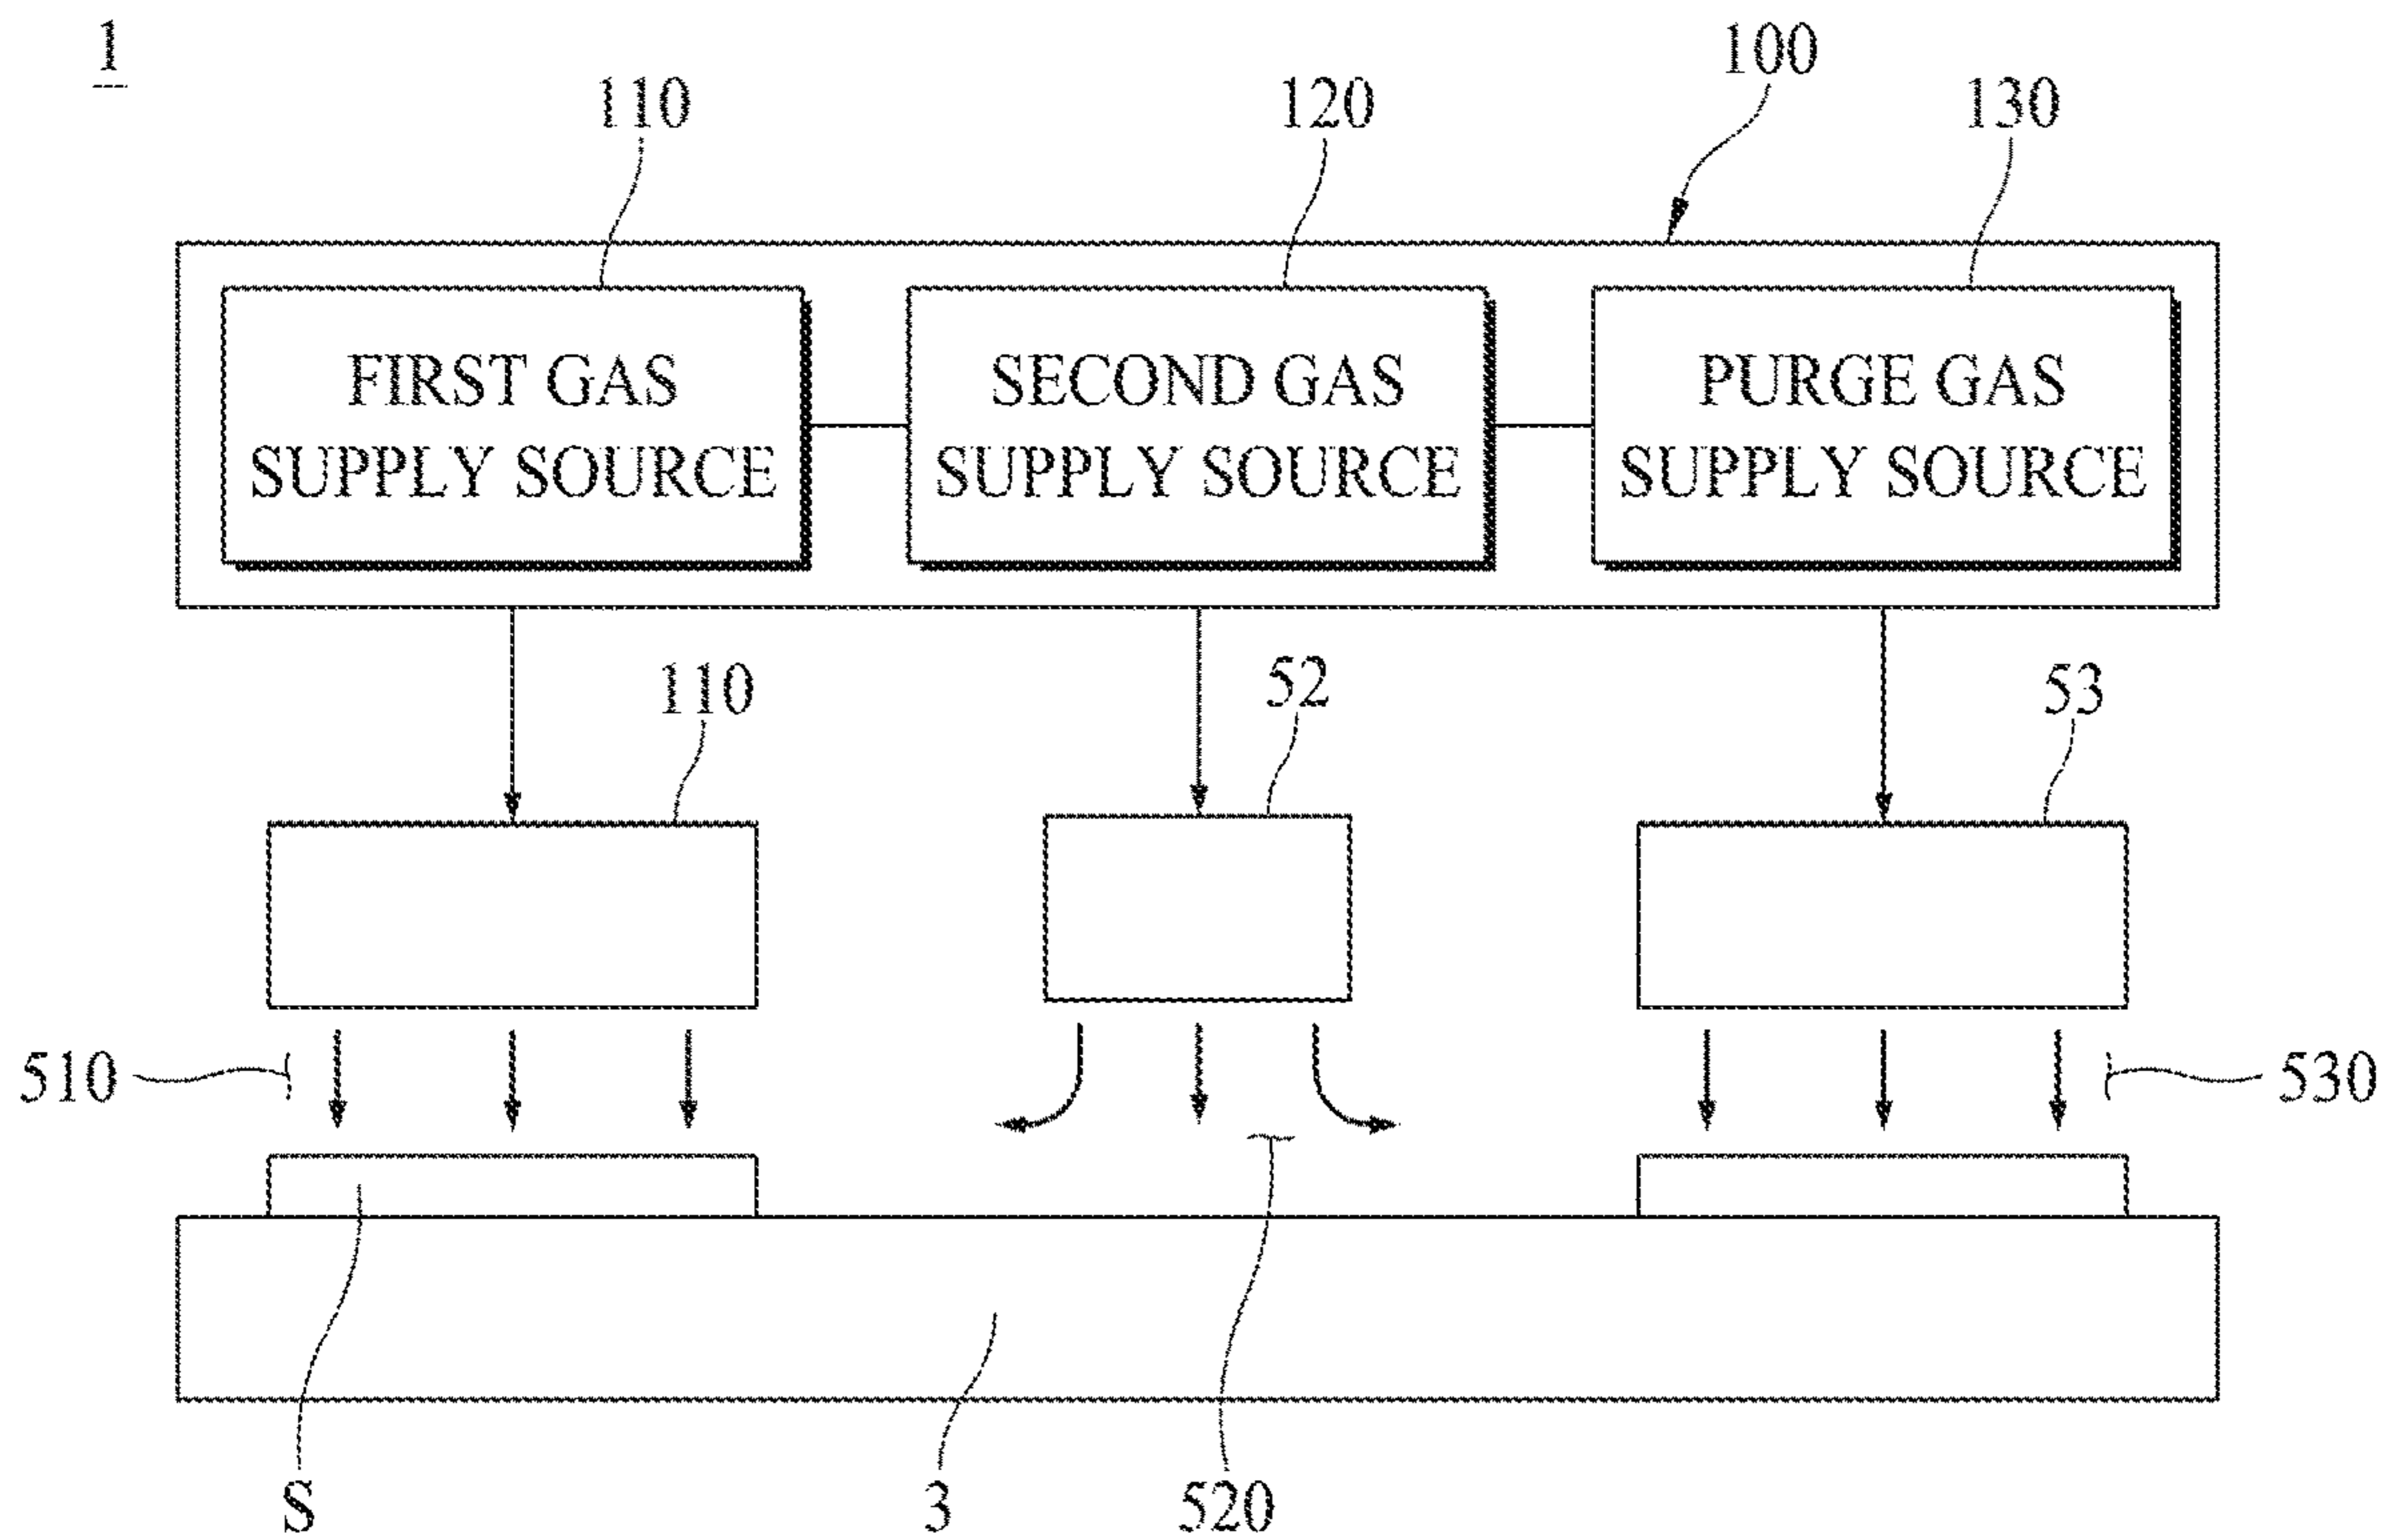 1
100
110
120
130
FIRST GAS
SUPPLY SOURCE
SECOND GAS
SUPPLY SOURCE
PURGE GAS
SUPPLY SOURCE
110
52
53
510
530
S
3
520